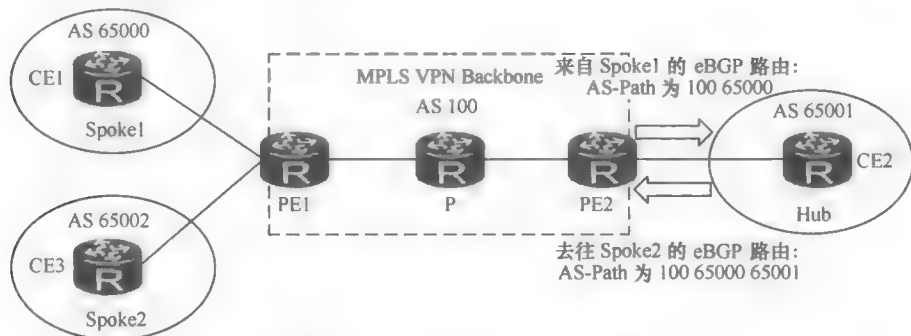 AS 65000
CE1
R
Spoke1
AS 65002
CE3
R
Spoke2
MPLS VPN Backbone
AS 100
R
PE1
R
P
R
PE2
来自 Spoke1 的 eBGP 路由:
AS-Path 为 100 65000
AS 65001
R
CE2
Hub
去往 Spoke2 的 eBGP 路由:
AS-Path 为 100 65000 65001